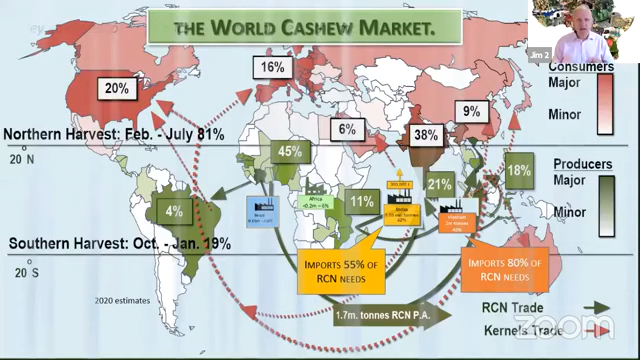 THE WORLD CASHEW MARKET.
Jim 2
Consumers
Major
Minor
20%
16%
9%
6%
38%
Northern Harvest: Feb. - July 81%
20 N
45%
21%
18%
11%
4%
Producers
Major
Minor
Africa
Southern Harvest: Oct. - Jan. 19%
20 S
IMPORTS 55% OF
RCN NEEDS
IMPORTS 80% OF
RCN NEEDS
2020 estimates
1.7m. tonnes RCN P.A.
RCN Trade
Kernels Trade
zoom